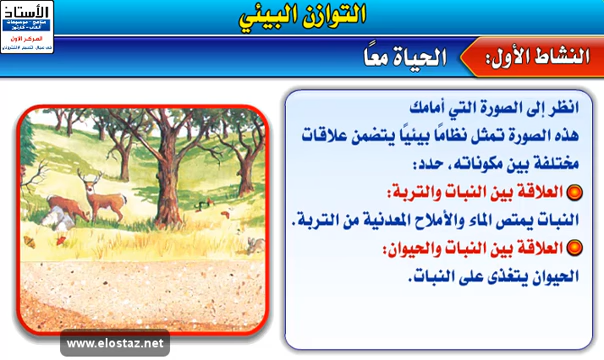 التوازن البيئي
الأستاذ
المركز الأول
النشاط الأول:
الحياة معًا
انظر إلى الصورة التي أمامك
هذه الصورة تمثل نظامًا بيئيًا يتضمن علاقات
مختلفة بين مكوناته، حدد:
العلاقة بين النبات والتربة:
النبات يمتص الماء والأملاح المعدنية من التربة.
العلاقة بين النبات والحيوان:
الحيوان يتغذى على النبات.
www.elostaz.net